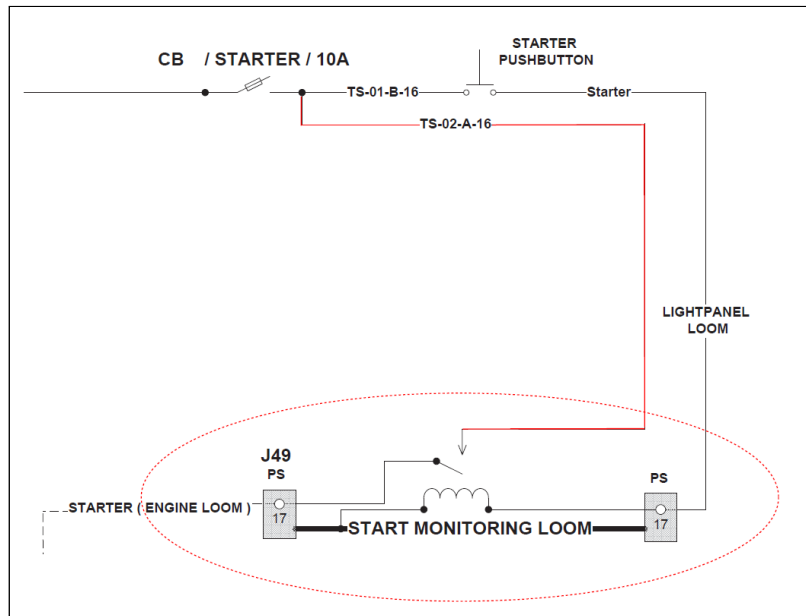 CB / STARTER / 10A
STARTER
PUSHBUTTON
TS-01-B-16
Starter
TS-02-A-16
LIGHTPANEL
LOOM
J49
PS
PS
STARTER ( ENGINE LOOM )
17
17
START MONITORING LOOM